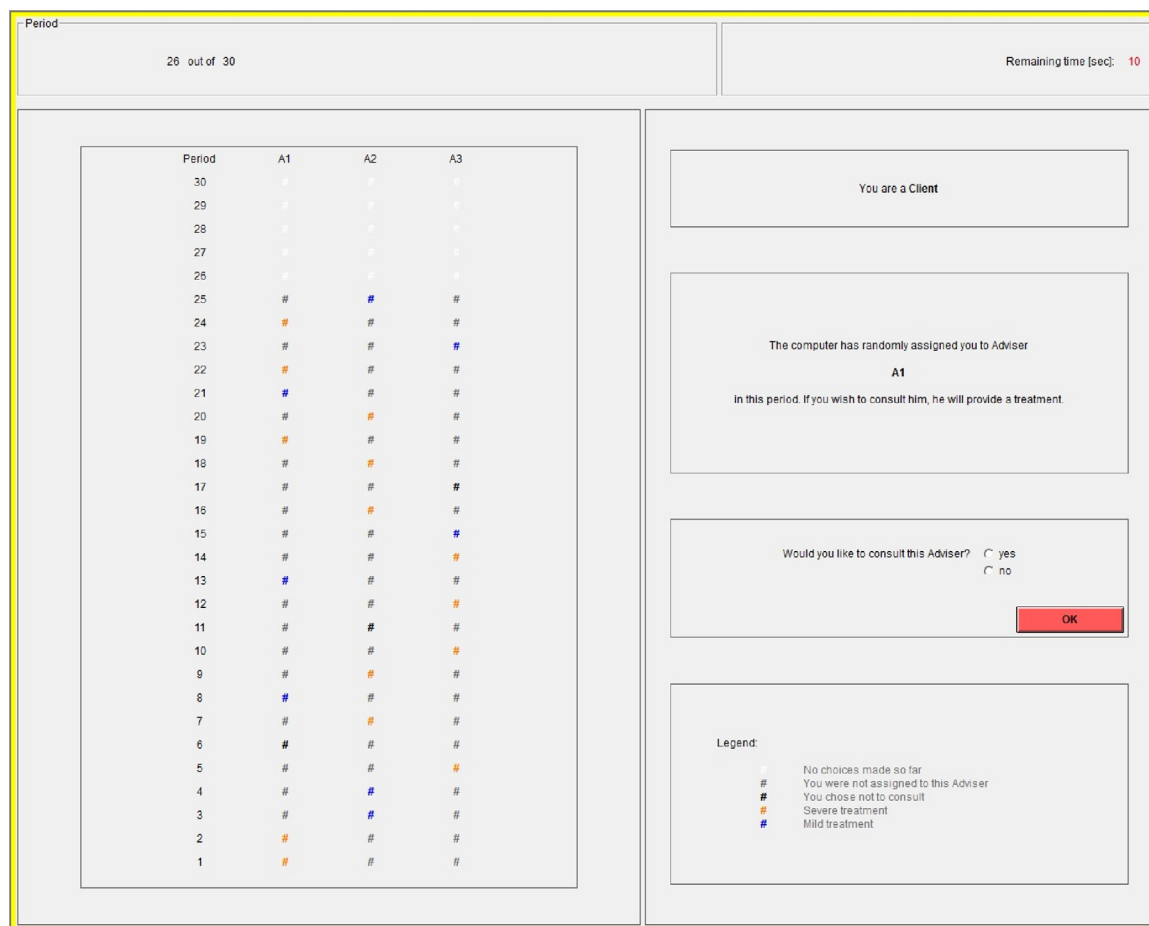 Period
26 out of 30
Remaining time [sec]: 10
Period A1 A2 A3
30 # # #
29 # # #
28 # # #
27 # # #
26 # # #
25 # # #
24 # # #
23 # # #
22 # # #
21 # # #
20 # # #
19 # # #
18 # # #
17 # # #
16 # # #
15 # # #
14 # # #
13 # # #
12 # # #
11 # # #
10 # # #
9 # # #
8 # # #
7 # # #
6 # # #
5 # # #
4 # # #
3 # # #
2 # # #
1 # # #
You are a Client
The computer has randomly assigned you to Adviser
A1
in this period. If you wish to consult him, he will provide a treatment.
Would you like to consult this Adviser? yes
no
OK
Legend:
# No choices made so far
# You were not assigned to this Adviser
# You chose not to consult
# Severe treatment
# Mild treatment